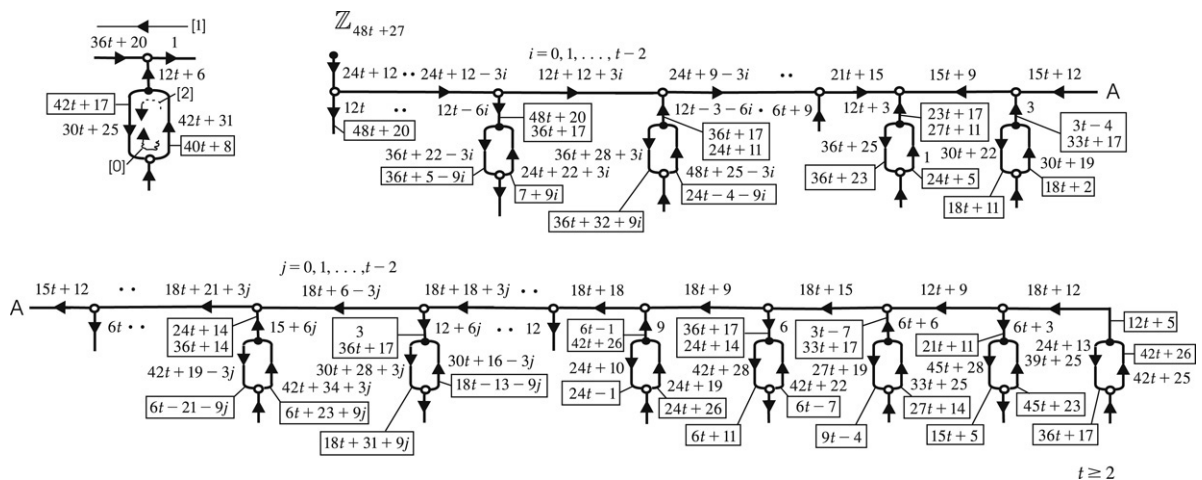 [1]
36t + 20 1
12t + 6
42t + 17
[2]
30t + 25
42t + 31
40t + 8
[0]
ℤ48t + 27
i = 0, 1, . . . , t − 2
24t + 12 ·· 24t + 12 − 3i 12t + 12 + 3i 24t + 9 − 3i ·· 21t + 15 15t + 9 15t + 12
A
12t ··
48t + 20
12t − 6i
48t + 20
36t + 17
36t + 22 − 3i
36t + 5 − 9i
24t + 22 + 3i
7 + 9i
12t − 3 − 6i · 6t + 9
36t + 17
24t + 11
36t + 28 + 3i
48t + 25 − 3i
24t − 4 − 9i
36t + 32 + 9i
12t + 3
23t + 17
27t + 11
36t + 25
36t + 23
1
24t + 5
3
3t − 4
33t + 17
30t + 22
30t + 19
18t + 2
18t + 11
j = 0, 1, . . . , t − 2
A
15t + 12 ·· 18t + 21 + 3j 18t + 6 − 3j 18t + 18 + 3j ·· 18t + 18 18t + 9 18t + 15 12t + 9 18t + 12
6t ··
24t + 14
36t + 14
15 + 6j
42t + 19 − 3j
42t + 34 + 3j
6t − 21 − 9j
6t + 23 + 9j
3
36t + 17
12 + 6j ·· 12
30t + 28 + 3j
30t + 16 − 3j
18t − 13 − 9j
18t + 31 + 9j
6t − 1
42t + 26
9
24t + 10
24t − 1
24t + 19
24t + 26
36t + 17
24t + 14
6
42t + 28
42t + 22
6t − 7
6t + 11
3t − 7
33t + 17
6t + 6
27t + 19
33t + 25
27t + 14
9t − 4
6t + 3
21t + 11
45t + 28
39t + 25
45t + 23
15t + 5
12t + 5
24t + 13
42t + 26
42t + 25
36t + 17
t ≥ 2